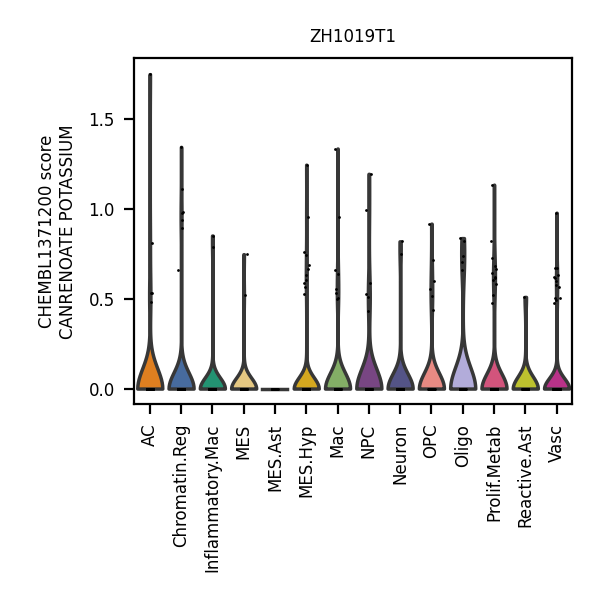 ZH1019T1
CHEMBL1371200 score
CANRENOATE POTASSIUM
1.5
1.0
0.5
0.0
AC
Chromatin.Reg
Inflammatory.Mac
MES
MES.Ast
MES.Hyp
Mac
NPC
Neuron
OPC
Oligo
Prolif.Metab
Reactive.Ast
Vasc